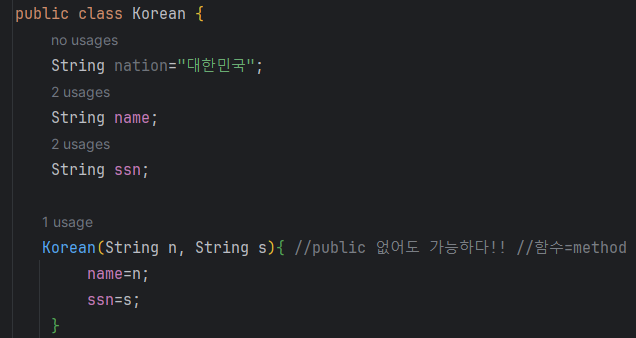 public class Korean {
no usages
String nation="대한민국";
2 usages
String name;
2 usages
String ssn;
1 usage
Korean(String n, String s){ //public 없어도 가능하다!! //함수=method
name=n;
ssn=s;
}